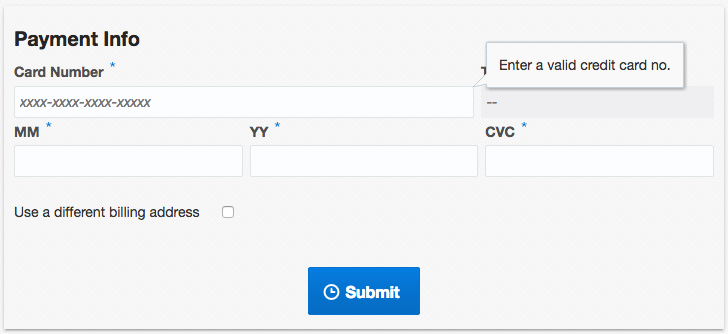 Payment Info
Card Number *
Enter a valid credit card no.
xxxx-xxxx-xxxx-xxxxx
--
MM *
YY *
CVC *
Use a different billing address
Submit